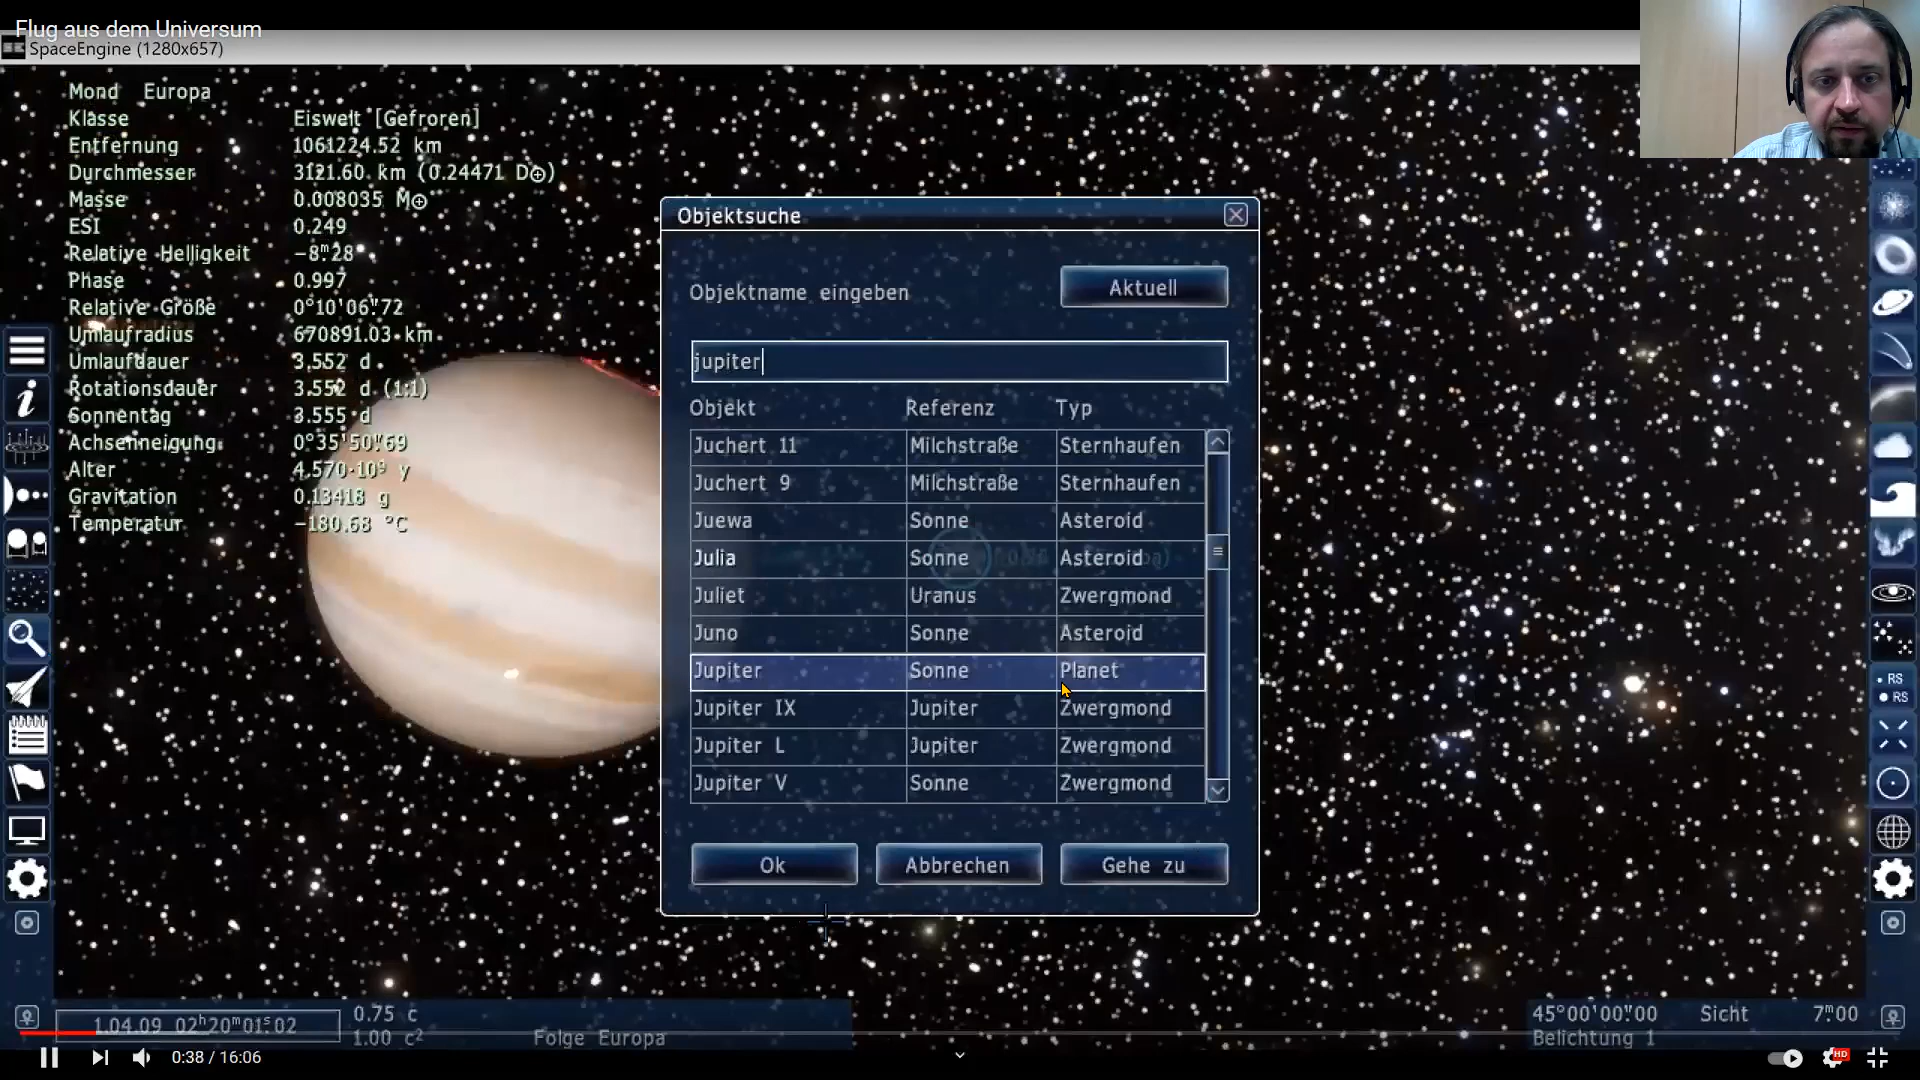 Flug aus dem Universum
SpaceEngine (1280x657)
Mond Europa
Klasse Eiswelt [Gefroren]
Entfernung 1061224.52 km
Durchmesser 3121.60 km (0.24471 D⊕)
Masse 0.008035 M⊕
ESI 0.249
Relative Helligkeit -8ᵐ.28
Phase 0.997
Relative Größe 0°10'06."72
Umlaufradius 670891.03 km
Umlaufdauer 3.552 d
Rotationsdauer 3.552 d (1:1)
Sonnentag 3.555 d
Achsenneigung 0°35'50."69
Alter 4.570·10⁹ y
Gravitation 0.13418 g
Temperatur -180.68 °C
Objektsuche
Objektname eingeben
Aktuell
jupiter
Objekt Referenz Typ
Juchert 11 Milchstraße Sternhaufen
Juchert 9 Milchstraße Sternhaufen
Juewa Sonne Asteroid
Julia Sonne Asteroid
Juliet Uranus Zwergmond
Juno Sonne Asteroid
Jupiter Sonne Planet
Jupiter IX Jupiter Zwergmond
Jupiter L Jupiter Zwergmond
Jupiter V Sonne Zwergmond
Ok Abbrechen Gehe zu
RS
RS
1.04.09 02ʰ20ᵐ01ˢ.02
0.75 c
1.00 c²
Folge Europa
45°00'00."00 Sicht 7ᵐ.00
Belichtung 1
0:38 / 16:06
HD